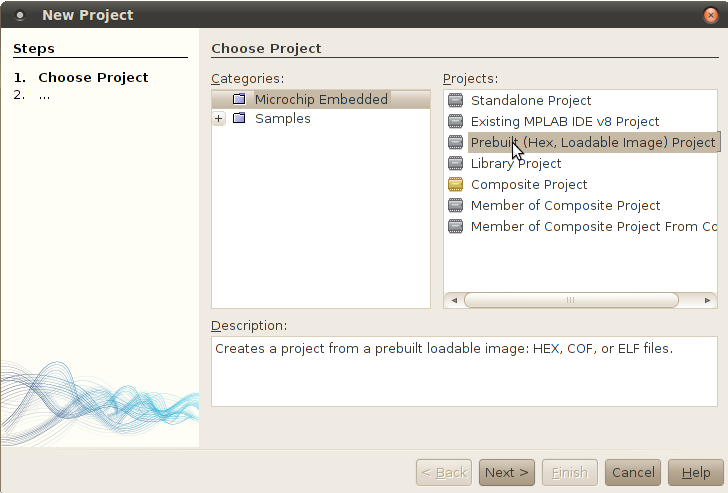 New Project
Steps
1. Choose Project
2. ...
Choose Project
Categories:
Microchip Embedded
Samples
Projects:
Standalone Project
Existing MPLAB IDE v8 Project
Prebuilt (Hex, Loadable Image) Project
Library Project
Composite Project
Member of Composite Project
Member of Composite Project From Co
Description:
Creates a project from a prebuilt loadable image: HEX, COF, or ELF files.
< Back Next > Finish Cancel Help